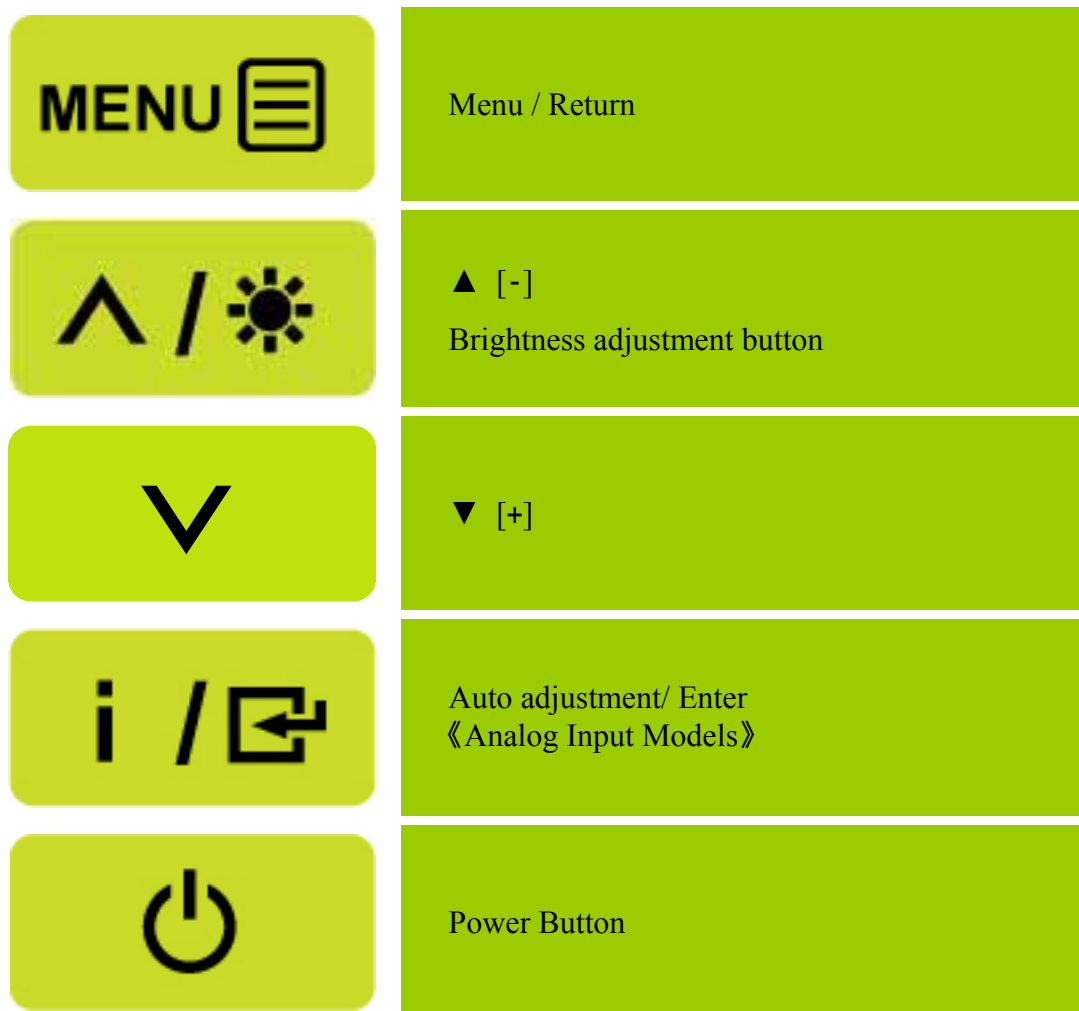 MENU
Menu / Return
/
▲ [-]
Brightness adjustment button
▼ [+]
i /
Auto adjustment/ Enter
《Analog Input Models》
Power Button